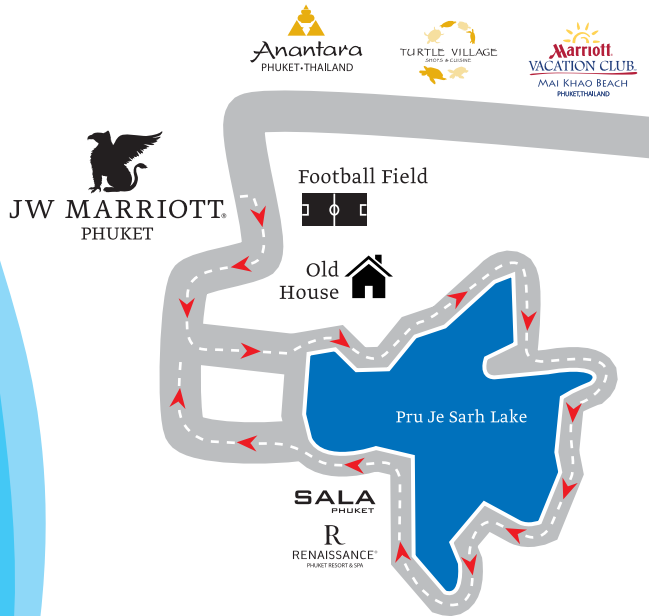 Anantara
PHUKET•THAILAND
TURTLE VILLAGE
SHOTS & CUISINE
Marriott
VACATION CLUB.
MAI KHAO BEACH
PHUKET,THAILAND
JW MARRIOTT®
PHUKET
Football Field
Old
House
Pru Je Sarh Lake
SALA
PHUKET
R
RENAISSANCE®
PHUKET RESORT & SPA